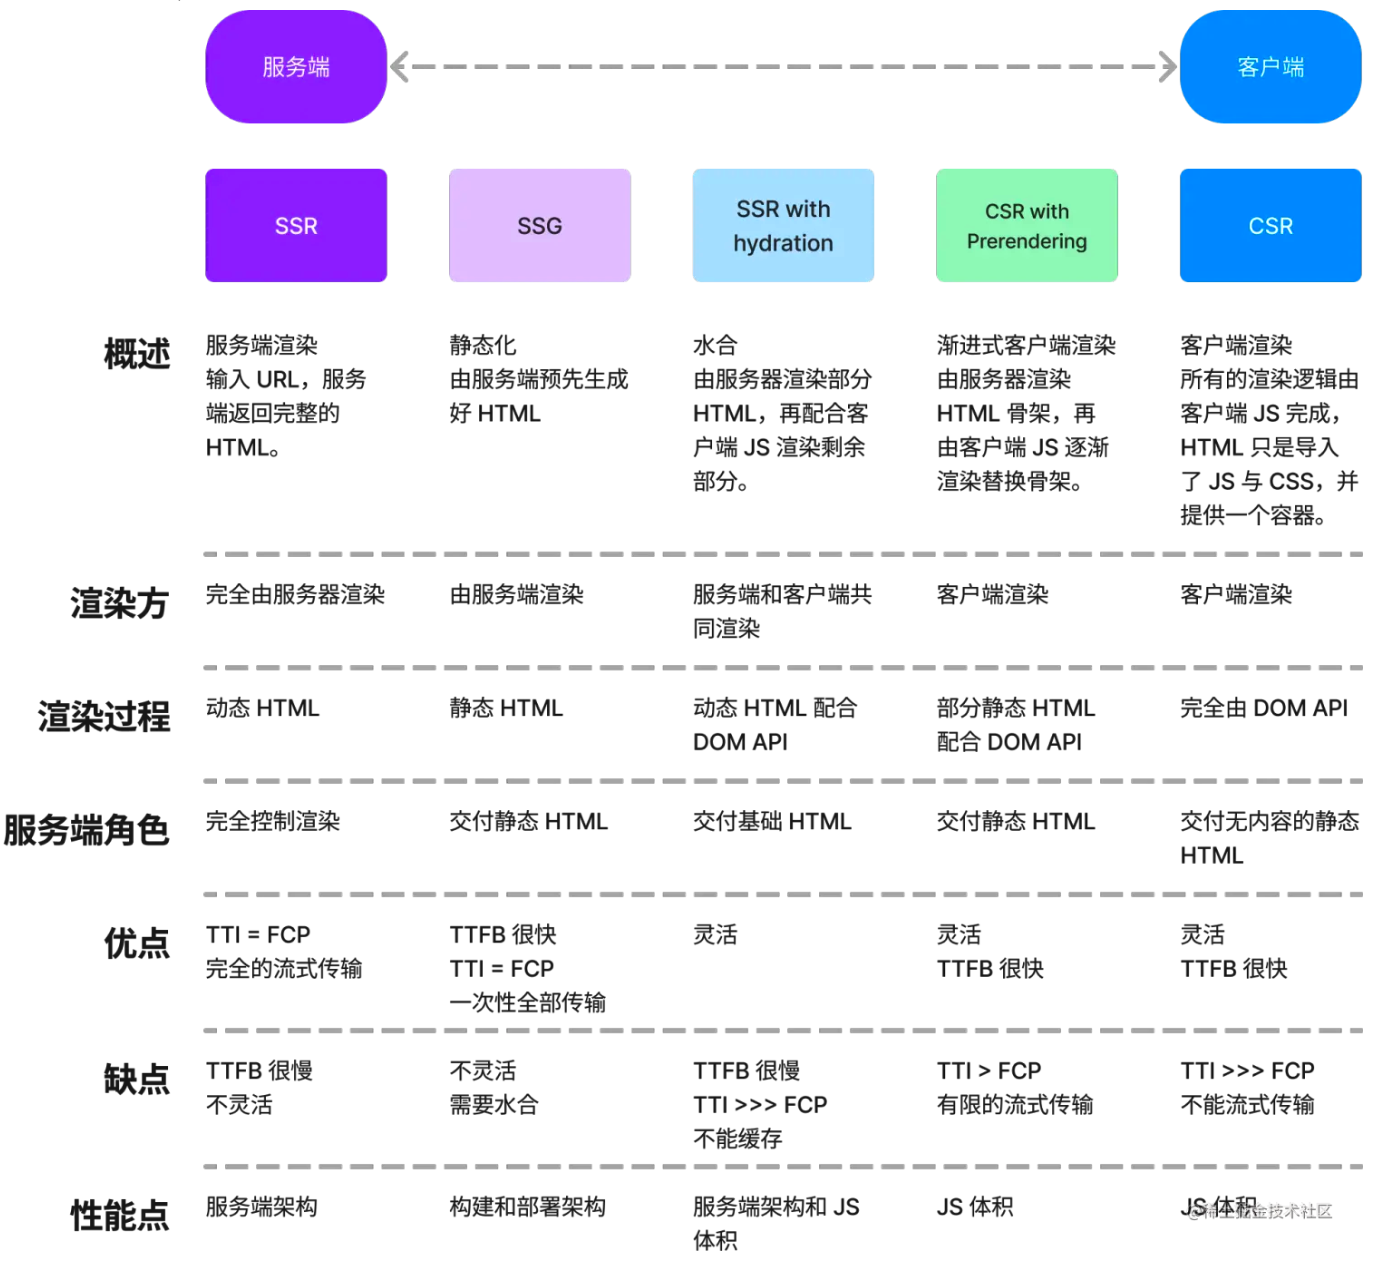 服务端
客户端
SSR
SSG
SSR with
hydration
CSR with
Prerendering
CSR
概述
服务端渲染
输入 URL，服务
端返回完整的
HTML。
静态化
由服务端预先生成
好 HTML
水合
由服务器渲染部分
HTML，再配合客
户端 JS 渲染剩余
部分。
渐进式客户端渲染
由服务器渲染
HTML 骨架，再
由客户端 JS 逐渐
渲染替换骨架。
客户端渲染
所有的渲染逻辑由
客户端 JS 完成，
HTML 只是导入
了 JS 与 CSS，并
提供一个容器。
渲染方
完全由服务器渲染
由服务端渲染
服务端和客户端共
同渲染
客户端渲染
客户端渲染
渲染过程
动态 HTML
静态 HTML
动态 HTML 配合
DOM API
部分静态 HTML
配合 DOM API
完全由 DOM API
服务端角色
完全控制渲染
交付静态 HTML
交付基础 HTML
交付静态 HTML
交付无内容的静态
HTML
优点
TTI = FCP
完全的流式传输
TTFB 很快
TTI = FCP
一次性全部传输
灵活
灵活
TTFB 很快
灵活
TTFB 很快
缺点
TTFB 很慢
不灵活
不灵活
需要水合
TTFB 很慢
TTI >>> FCP
不能缓存
TTI > FCP
有限的流式传输
TTI >>> FCP
不能流式传输
性能点
服务端架构
构建和部署架构
服务端架构和 JS
体积
JS 体积
JS 体积
@稀土掘金技术社区